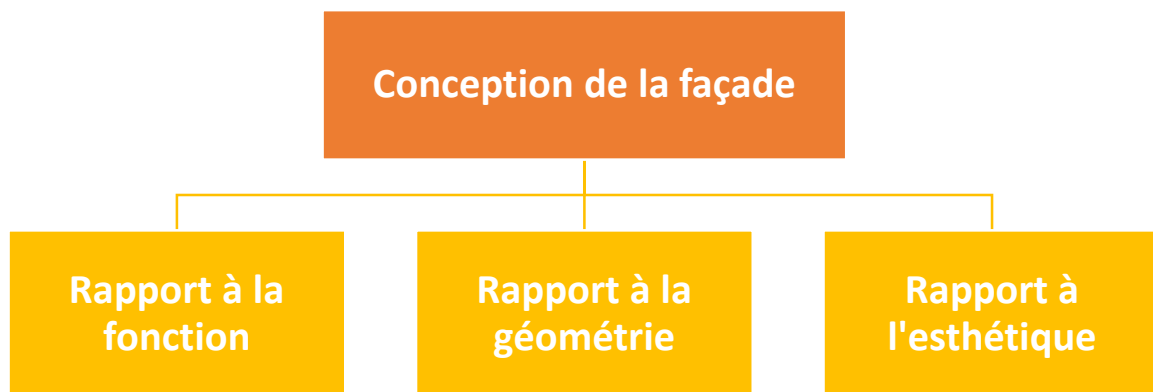 Conception de la façade
Rapport à la
fonction
Rapport à la
géométrie
Rapport à
l'esthétique